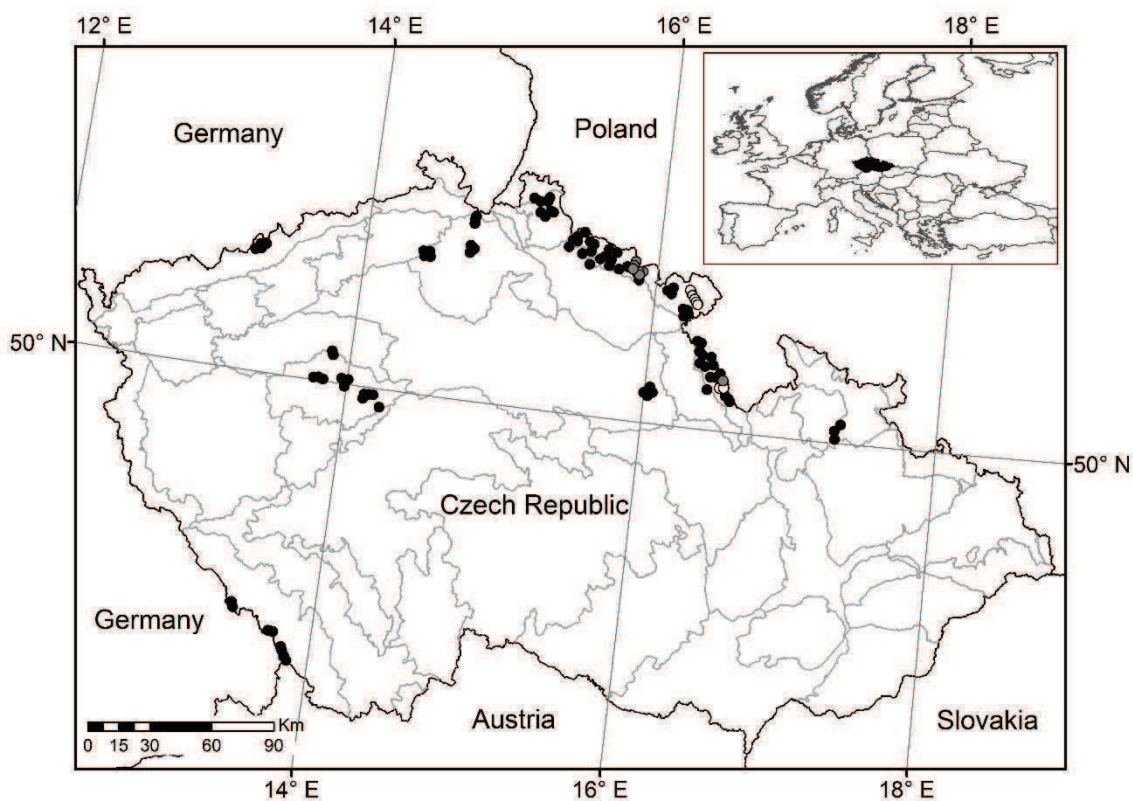 12° E 14° E 16° E 18° E
Germany
Poland
50° N
50° N
Czech Republic
Germany
Austria
Slovakia
Km
0 15 30 60 90
14° E 16° E 18° E